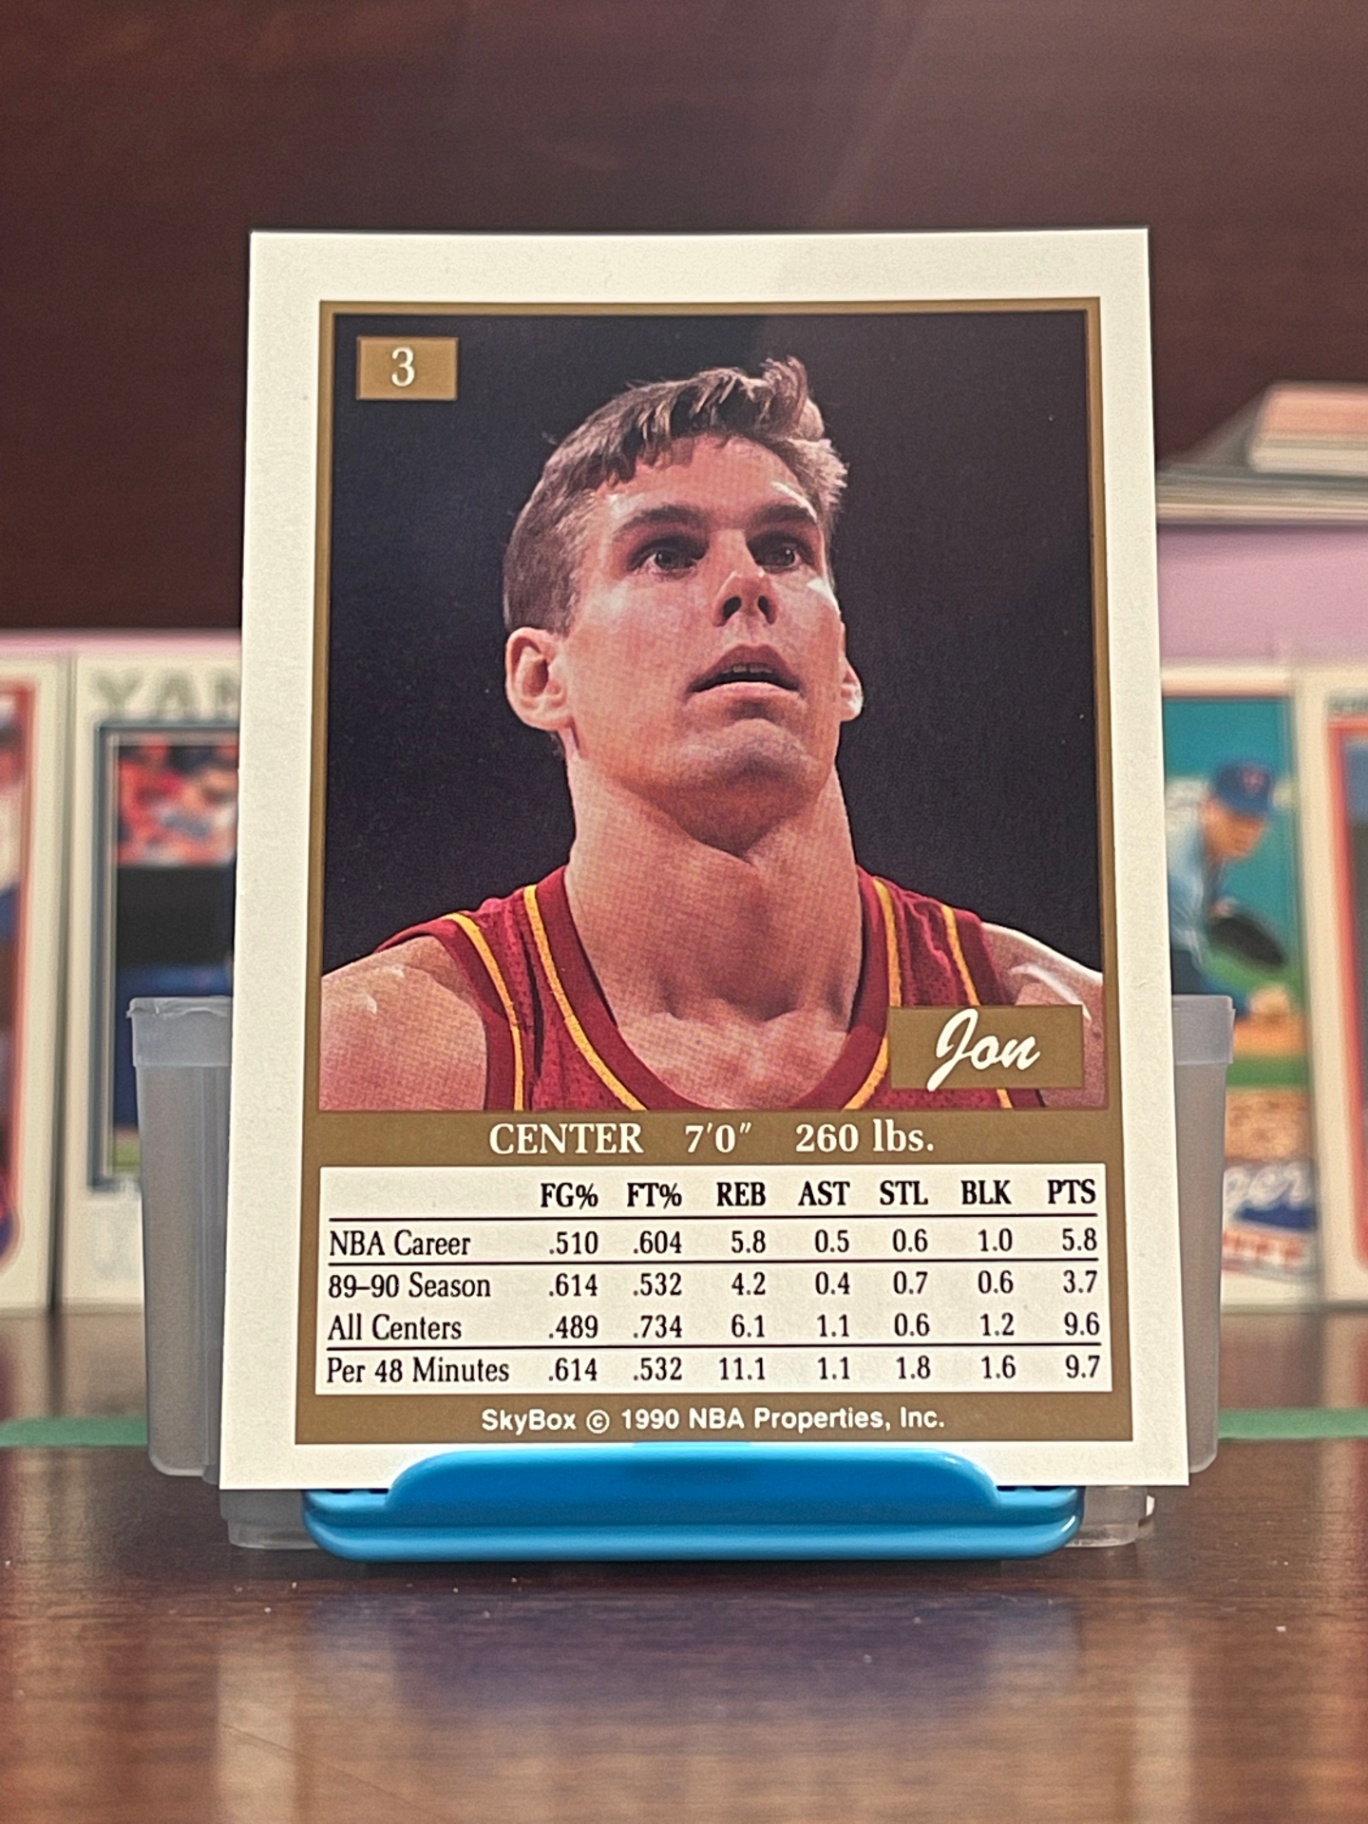 3
Jon
CENTER 7'0" 260 lbs.
FG% FT% REB AST STL BLK PTS
NBA Career .510 .604 5.8 0.5 0.6 1.0 5.8
89–90 Season .614 .532 4.2 0.4 0.7 0.6 3.7
All Centers .489 .734 6.1 1.1 0.6 1.2 9.6
Per 48 Minutes .614 .532 11.1 1.1 1.8 1.6 9.7
SkyBox © 1990 NBA Properties, Inc.
YAN